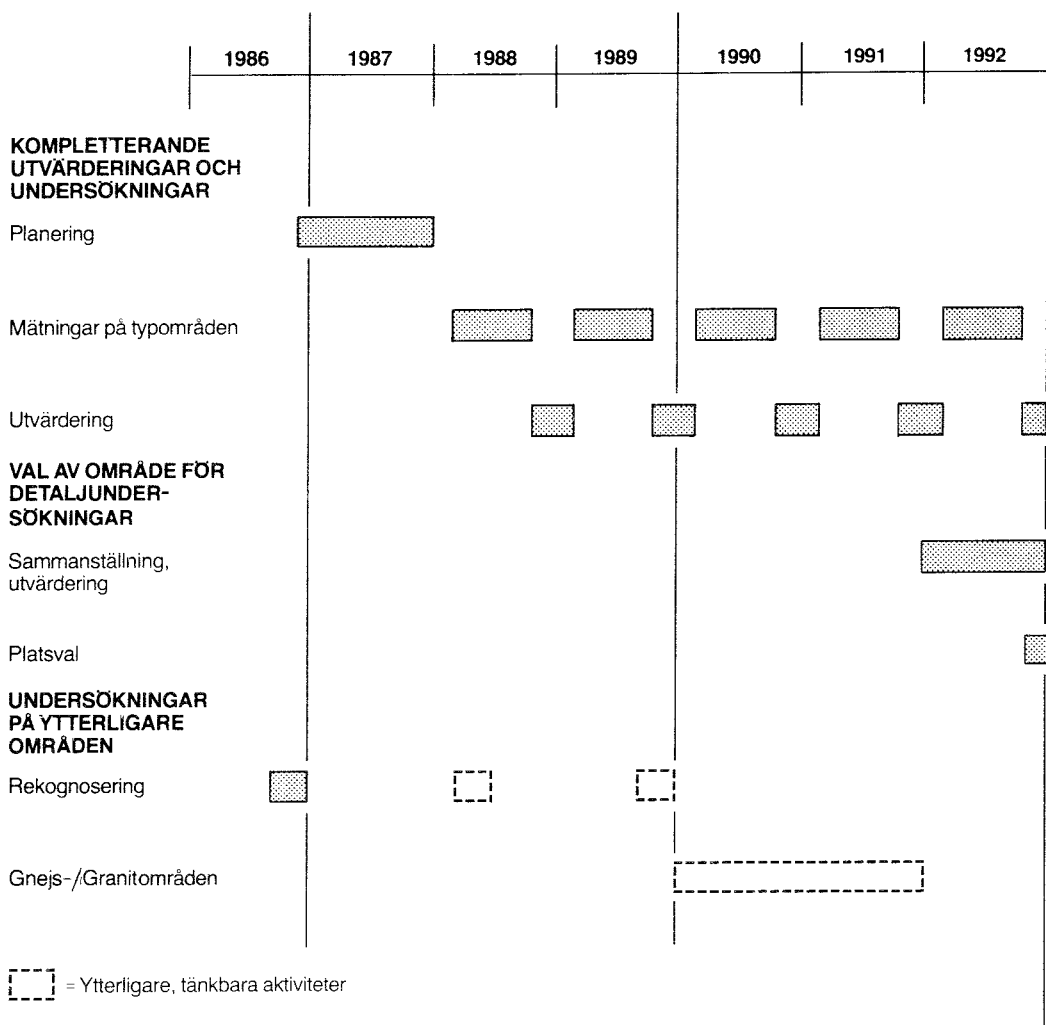 1986 1987 1988 1989 1990 1991 1992
KOMPLETTERANDE
UTVÄRDERINGAR OCH
UNDERSÖKNINGAR
Planering
Mätningar på typområden
Utvärdering
VAL AV OMRÅDE FÖR
DETALJUNDER-
SÖKNINGAR
Sammanställning,
utvärdering
Platsval
UNDERSÖKNINGAR
PÅ YTTERLIGARE
OMRÅDEN
Rekognosering
Gnejs-/Granitområden
= Ytterligare, tänkbara aktiviteter